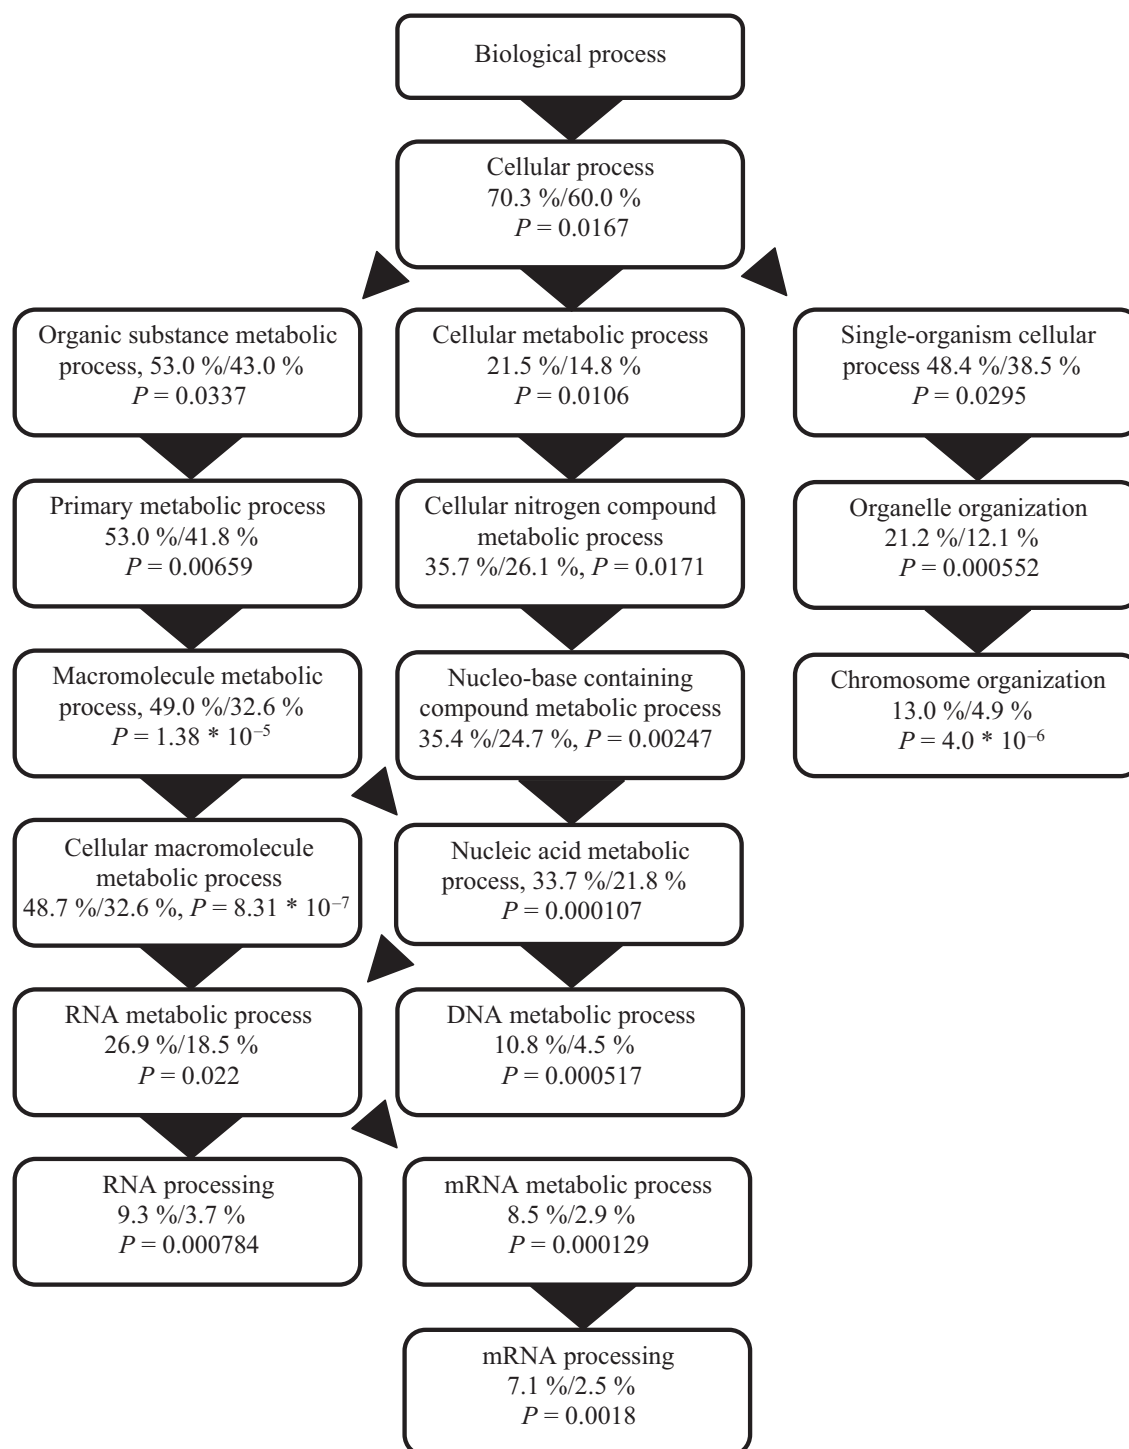 Biological process
Cellular process
70.3 %/60.0 %
P = 0.0167
Organic substance metabolic
process, 53.0 %/43.0 %
P = 0.0337
Cellular metabolic process
21.5 %/14.8 %
P = 0.0106
Single-organism cellular
process 48.4 %/38.5 %
P = 0.0295
Primary metabolic process
53.0 %/41.8 %
P = 0.00659
Cellular nitrogen compound
metabolic process
35.7 %/26.1 %, P = 0.0171
Organelle organization
21.2 %/12.1 %
P = 0.000552
Macromolecule metabolic
process, 49.0 %/32.6 %
P = 1.38 * 10⁻⁵
Nucleo-base containing
compound metabolic process
35.4 %/24.7 %, P = 0.00247
Chromosome organization
13.0 %/4.9 %
P = 4.0 * 10⁻⁶
Cellular macromolecule
metabolic process
48.7 %/32.6 %, P = 8.31 * 10⁻⁷
Nucleic acid metabolic
process, 33.7 %/21.8 %
P = 0.000107
RNA metabolic process
26.9 %/18.5 %
P = 0.022
DNA metabolic process
10.8 %/4.5 %
P = 0.000517
RNA processing
9.3 %/3.7 %
P = 0.000784
mRNA metabolic process
8.5 %/2.9 %
P = 0.000129
mRNA processing
7.1 %/2.5 %
P = 0.0018